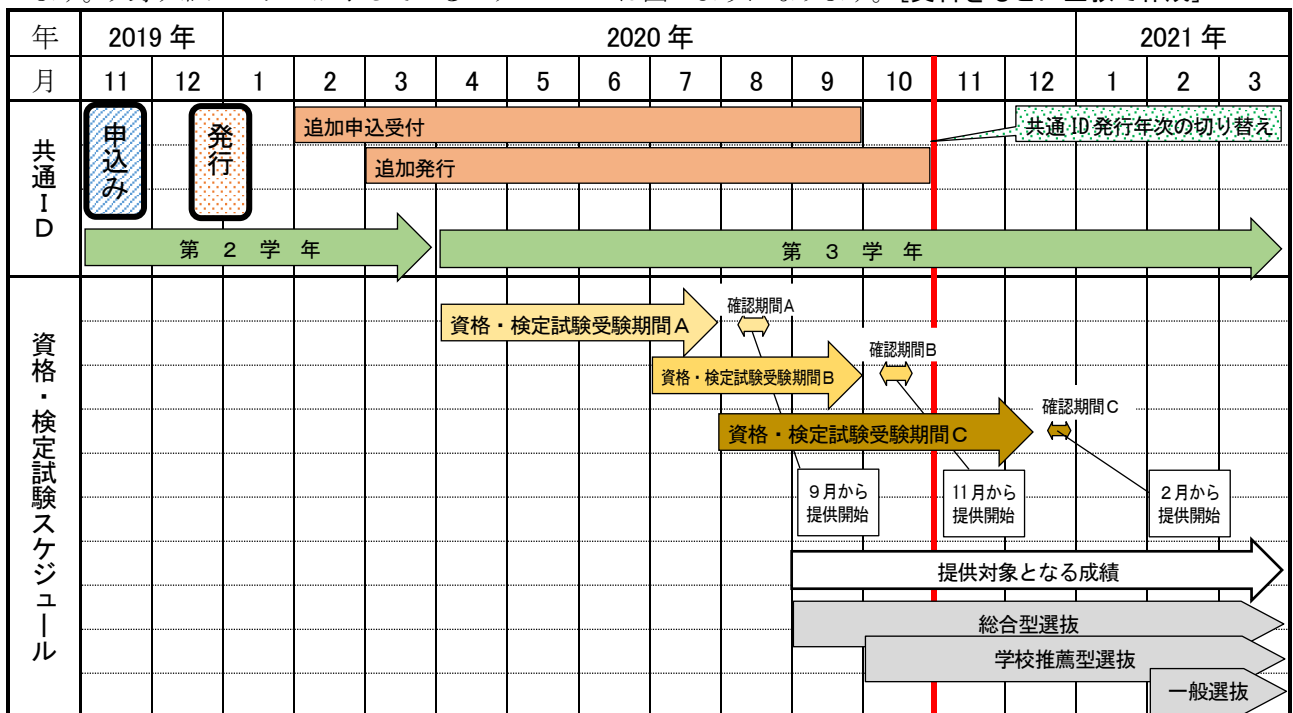 年 2019 年 2020 年 2021 年
月 11 12 1 2 3 4 5 6 7 8 9 10 11 12 1 2 3
共通ID
申込み
発行
追加申込受付
共通 ID 発行年次の切り替え
追加発行
第 2 学 年
第 3 学 年
資格・検定試験スケジュール
資格・検定試験受験期間A
確認期間A
資格・検定試験受験期間B
確認期間B
資格・検定試験受験期間C
確認期間C
9月から
提供開始
11月から
提供開始
2月から
提供開始
提供対象となる成績
総合型選抜
学校推薦型選抜
一般選抜